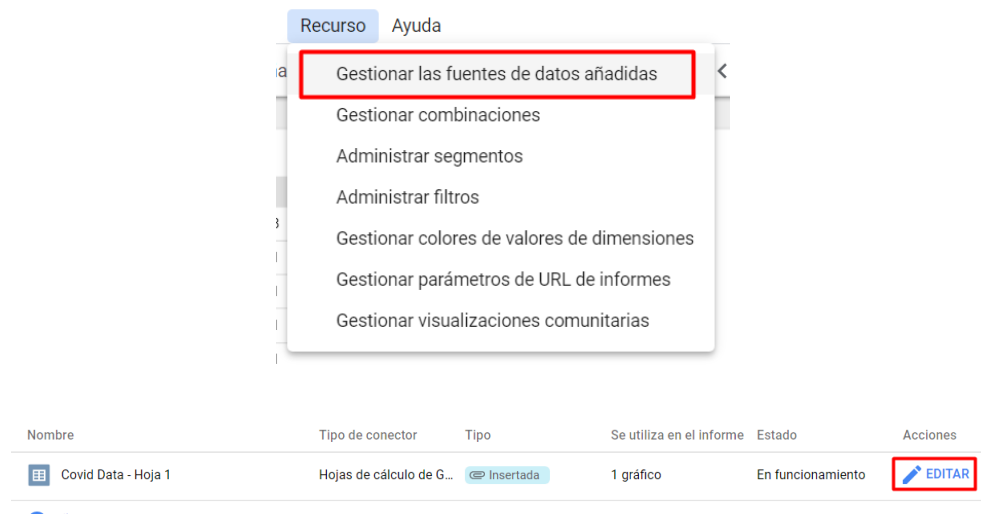 Recurso Ayuda
Gestionar las fuentes de datos añadidas
Gestionar combinaciones
Administrar segmentos
Administrar filtros
Gestionar colores de valores de dimensiones
Gestionar parámetros de URL de informes
Gestionar visualizaciones comunitarias
Nombre Tipo de conector Tipo Se utiliza en el informe Estado Acciones
Covid Data - Hoja 1 Hojas de cálculo de G... Insertada 1 gráfico En funcionamiento EDITAR